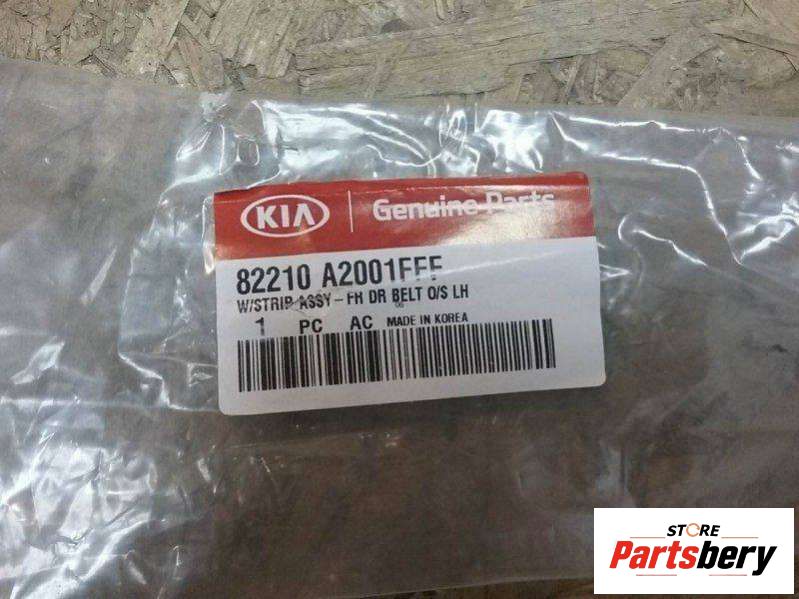 KIA
Genuine Parts
82210 A2001FFF
W/STRIP ASSY-FR DR BELT O/S LH
1 PC AC MADE IN KOREA
STORE
Partsbery